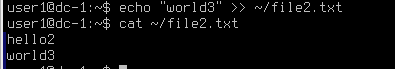 user1@dc-1:~$ echo "world3" >> ~/file2.txt
user1@dc-1:~$ cat ~/file2.txt
hello2
world3
user1@dc-1:~$